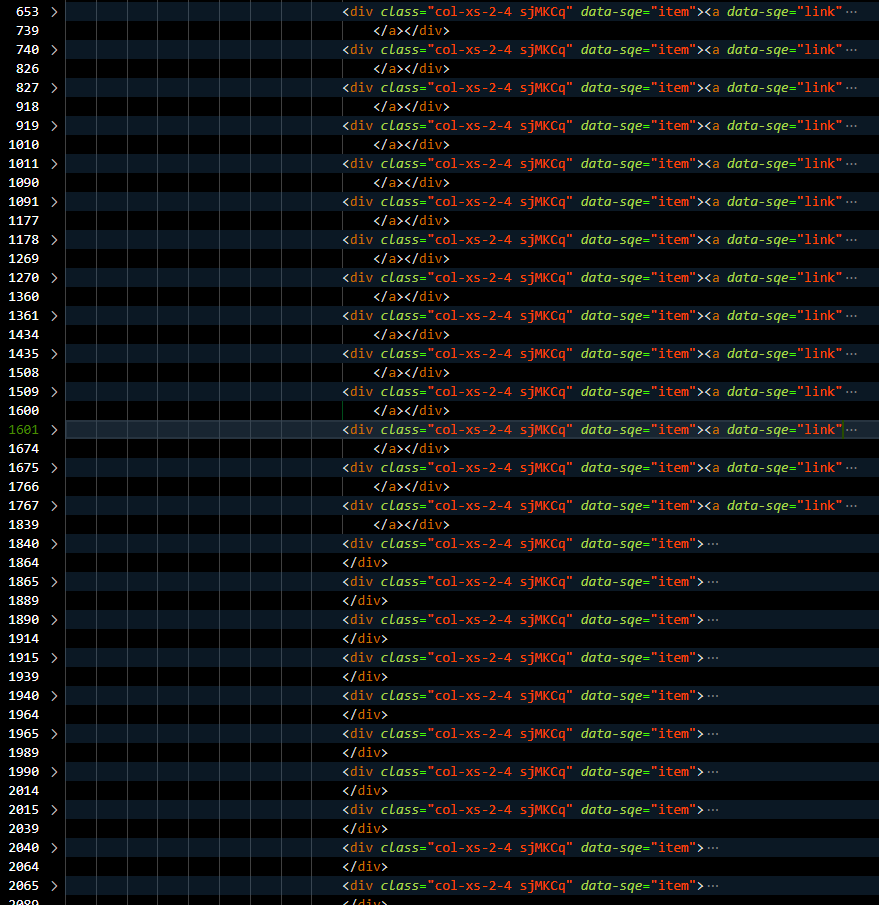 653 > <div class="col-xs-2-4 sjMKCq" data-sqe="item"><a data-sqe="link"···
739 </a></div>
740 > <div class="col-xs-2-4 sjMKCq" data-sqe="item"><a data-sqe="link"···
826 </a></div>
827 > <div class="col-xs-2-4 sjMKCq" data-sqe="item"><a data-sqe="link"···
918 </a></div>
919 > <div class="col-xs-2-4 sjMKCq" data-sqe="item"><a data-sqe="link"···
1010 </a></div>
1011 > <div class="col-xs-2-4 sjMKCq" data-sqe="item"><a data-sqe="link"···
1090 </a></div>
1091 > <div class="col-xs-2-4 sjMKCq" data-sqe="item"><a data-sqe="link"···
1177 </a></div>
1178 > <div class="col-xs-2-4 sjMKCq" data-sqe="item"><a data-sqe="link"···
1269 </a></div>
1270 > <div class="col-xs-2-4 sjMKCq" data-sqe="item"><a data-sqe="link"···
1360 </a></div>
1361 > <div class="col-xs-2-4 sjMKCq" data-sqe="item"><a data-sqe="link"···
1434 </a></div>
1435 > <div class="col-xs-2-4 sjMKCq" data-sqe="item"><a data-sqe="link"···
1508 </a></div>
1509 > <div class="col-xs-2-4 sjMKCq" data-sqe="item"><a data-sqe="link"···
1600 </a></div>
1601 > <div class="col-xs-2-4 sjMKCq" data-sqe="item"><a data-sqe="link"···
1674 </a></div>
1675 > <div class="col-xs-2-4 sjMKCq" data-sqe="item"><a data-sqe="link"···
1766 </a></div>
1767 > <div class="col-xs-2-4 sjMKCq" data-sqe="item"><a data-sqe="link"···
1839 </a></div>
1840 > <div class="col-xs-2-4 sjMKCq" data-sqe="item">···
1864 </div>
1865 > <div class="col-xs-2-4 sjMKCq" data-sqe="item">···
1889 </div>
1890 > <div class="col-xs-2-4 sjMKCq" data-sqe="item">···
1914 </div>
1915 > <div class="col-xs-2-4 sjMKCq" data-sqe="item">···
1939 </div>
1940 > <div class="col-xs-2-4 sjMKCq" data-sqe="item">···
1964 </div>
1965 > <div class="col-xs-2-4 sjMKCq" data-sqe="item">···
1989 </div>
1990 > <div class="col-xs-2-4 sjMKCq" data-sqe="item">···
2014 </div>
2015 > <div class="col-xs-2-4 sjMKCq" data-sqe="item">···
2039 </div>
2040 > <div class="col-xs-2-4 sjMKCq" data-sqe="item">···
2064 </div>
2065 > <div class="col-xs-2-4 sjMKCq" data-sqe="item">···
2089 </div>